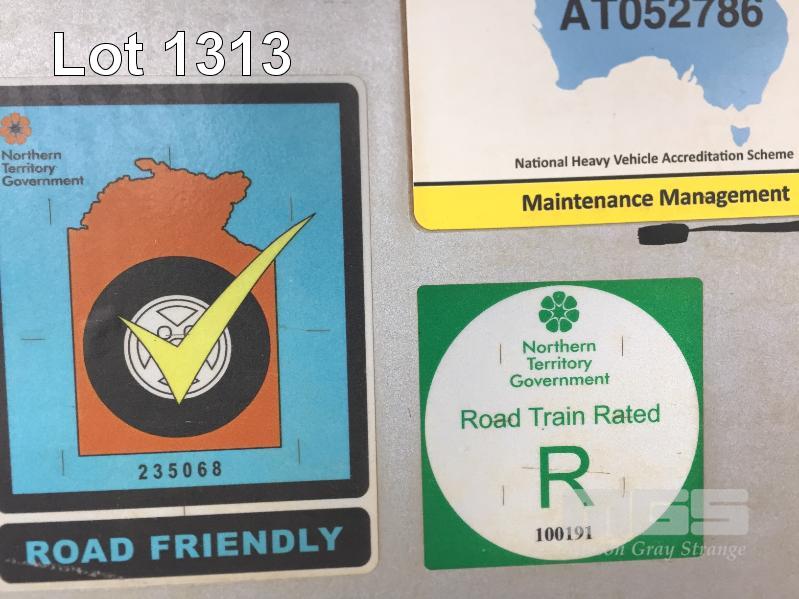 Lot 1313
Northern
Territory
Government
235068
ROAD FRIENDLY
AT052786
National Heavy Vehicle Accreditation Scheme
Maintenance Management
Northern
Territory
Government
Road Train Rated
R
100191
MGS
Gray Strange